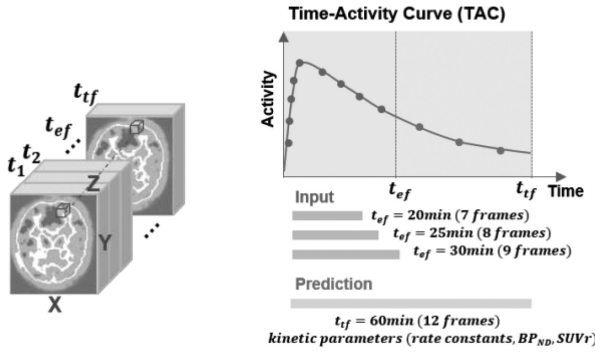 Time-Activity Curve (TAC)
Activity
t_ef
t_tf
Time
t_tf
t_ef
t_2
t_1
Z
Y
X
Input
t_ef = 20min (7 frames)
t_ef = 25min (8 frames)
t_ef = 30min (9 frames)
Prediction
t_tf = 60min (12 frames)
kinetic parameters (rate constants, BP_ND, SUVr)